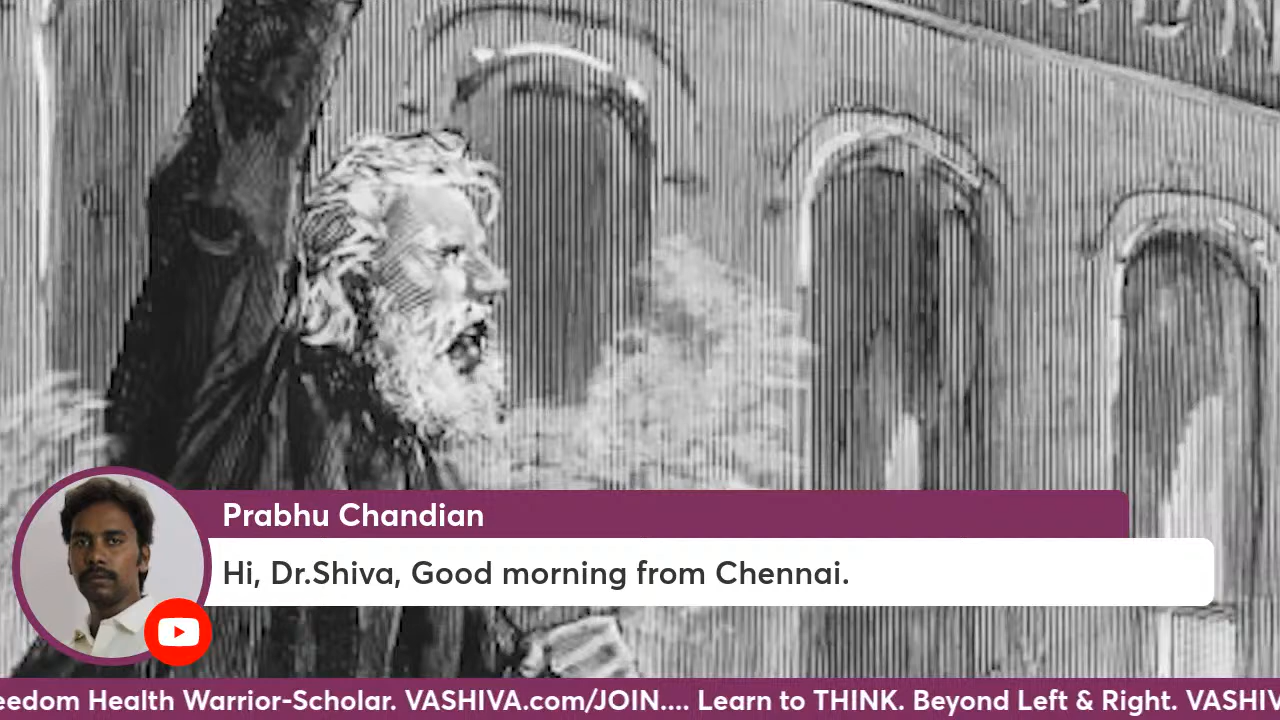 Prabhu Chandian
Hi, Dr.Shiva, Good morning from Chennai.
eedom Health Warrior-Scholar. VASHIVA.com/JOIN.... Learn to THINK. Beyond Left & Right. VASHIV